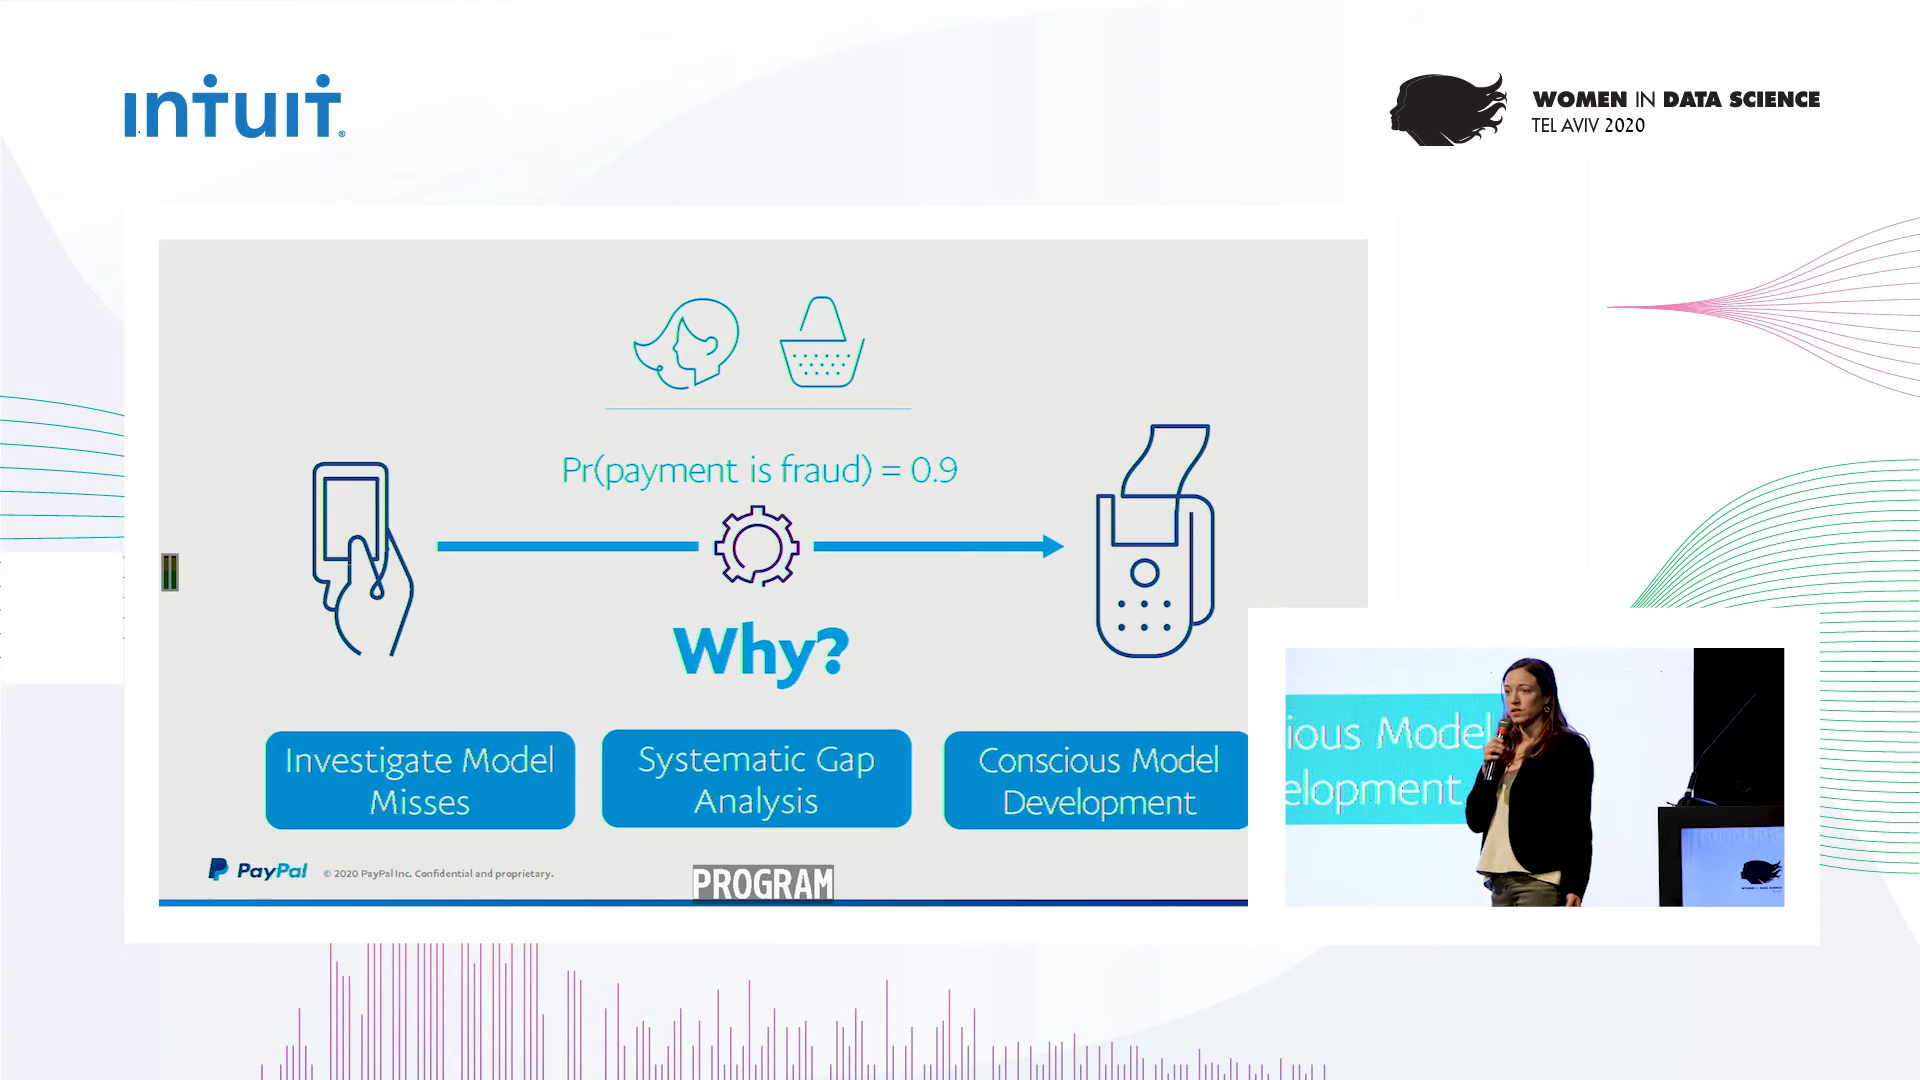 INTUIT
WOMEN IN DATA SCIENCE
TEL AVIV 2020
Pr(payment is fraud) = 0.9
Why?
Investigate Model
Misses
Systematic Gap
Analysis
Conscious Model
Development
PayPal © 2020 PayPal Inc. Confidential and proprietary.
PROGRAM
ious Model
elopment